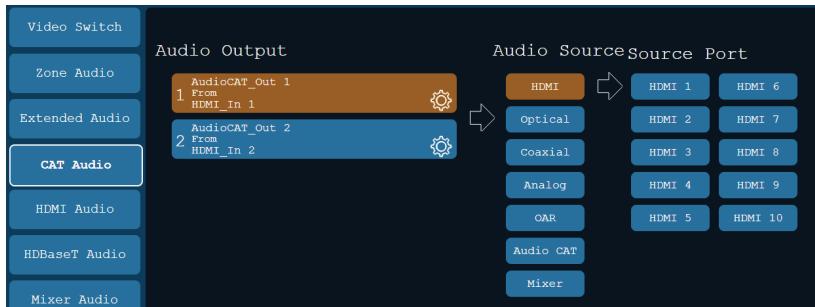 Video Switch
Zone Audio
Extended Audio
CAT Audio
HDMI Audio
HDBaseT Audio
Mixer Audio
Audio Output
1
AudioCAT_Out 1
From
HDMI_In 1
2
AudioCAT_Out 2
From
HDMI_In 2
Audio Source
HDMI
Optical
Coaxial
Analog
OAR
Audio CAT
Mixer
Source Port
HDMI 1
HDMI 6
HDMI 2
HDMI 7
HDMI 3
HDMI 8
HDMI 4
HDMI 9
HDMI 5
HDMI 10